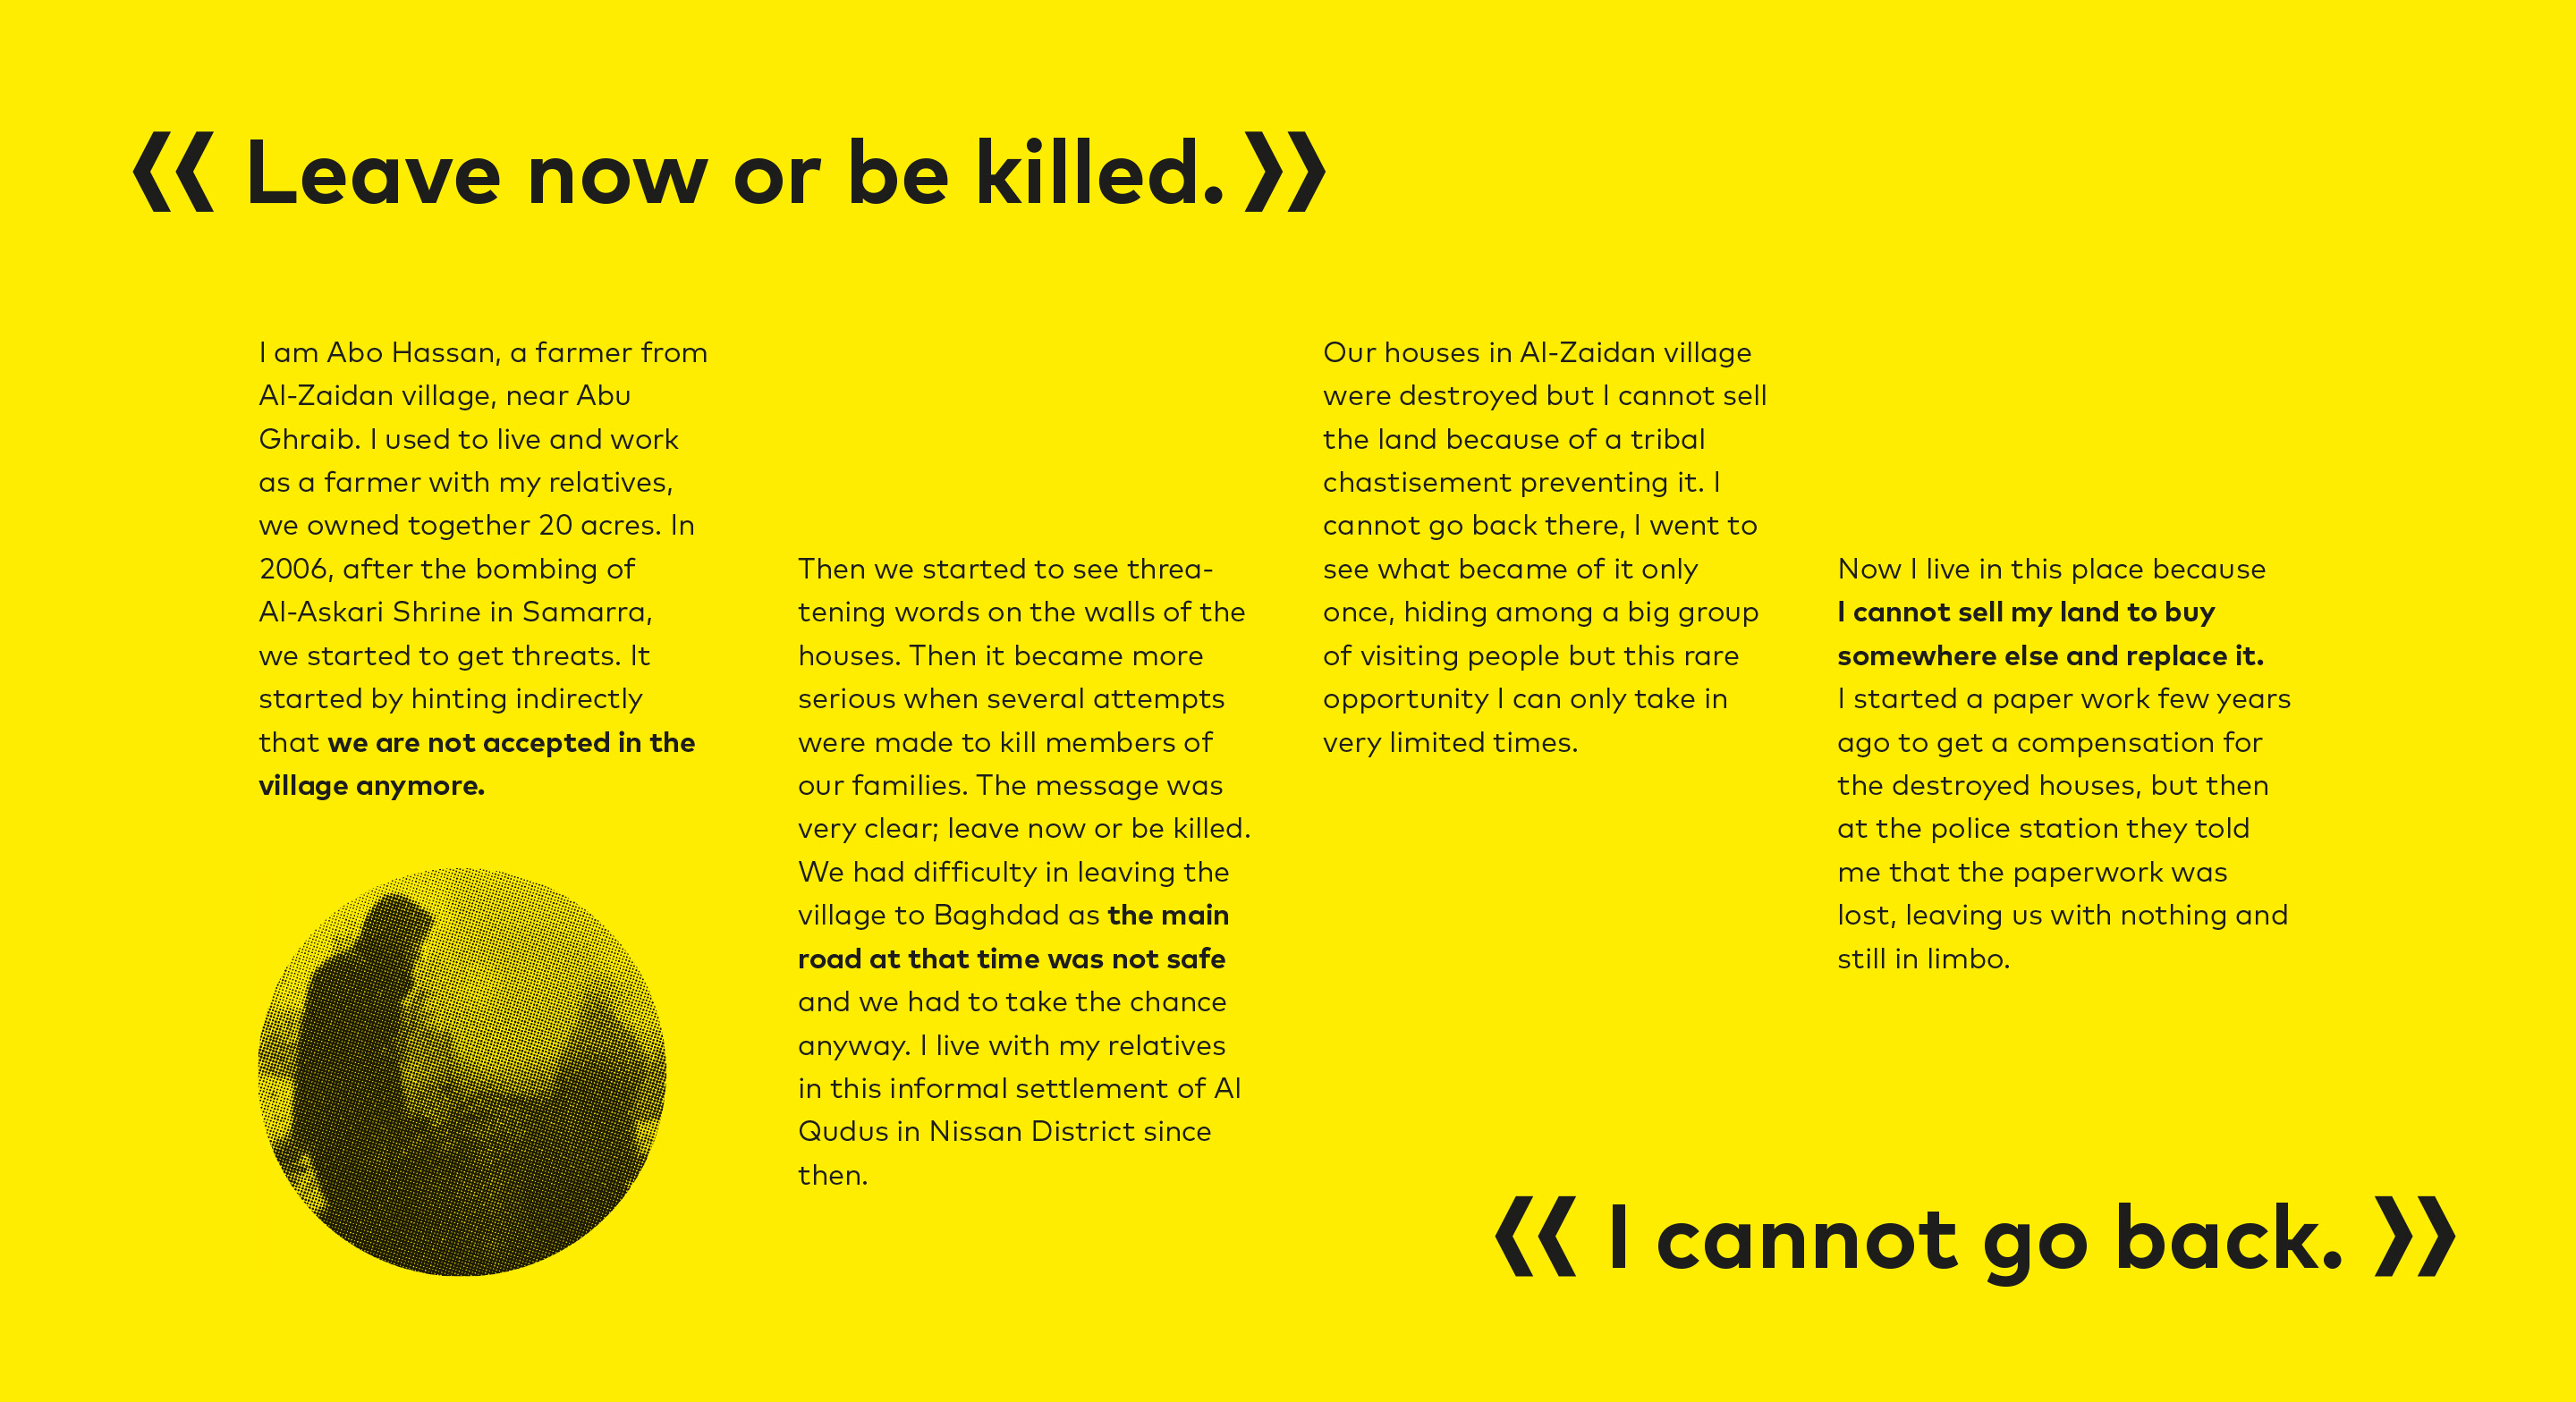 « Leave now or be killed. »
I am Abo Hassan, a farmer from
Al-Zaidan village, near Abu
Ghraib. I used to live and work
as a farmer with my relatives,
we owned together 20 acres. In
2006, after the bombing of
Al-Askari Shrine in Samarra,
we started to get threats. It
started by hinting indirectly
that we are not accepted in the
village anymore.
Then we started to see threa-
tening words on the walls of the
houses. Then it became more
serious when several attempts
were made to kill members of
our families. The message was
very clear; leave now or be killed.
We had difficulty in leaving the
village to Baghdad as the main
road at that time was not safe
and we had to take the chance
anyway. I live with my relatives
in this informal settlement of Al
Qudus in Nissan District since
then.
Our houses in Al-Zaidan village
were destroyed but I cannot sell
the land because of a tribal
chastisement preventing it. I
cannot go back there, I went to
see what became of it only
once, hiding among a big group
of visiting people but this rare
opportunity I can only take in
very limited times.
Now I live in this place because
I cannot sell my land to buy
somewhere else and replace it.
I started a paper work few years
ago to get a compensation for
the destroyed houses, but then
at the police station they told
me that the paperwork was
lost, leaving us with nothing and
still in limbo.
« I cannot go back. »